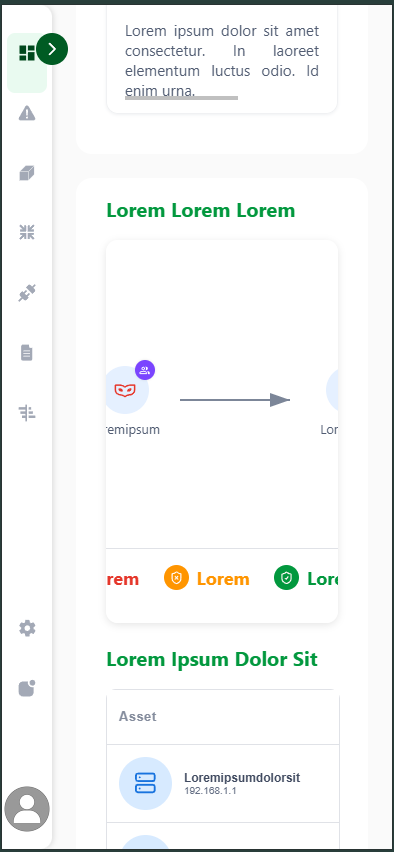 Lorem ipsum dolor sit amet
consectetur. In laoreet
elementum luctus odio. Id
enim urna.
Lorem Lorem Lorem
remipsum
Lor
rem
Lorem
Lore
Lorem Ipsum Dolor Sit
Asset
Loremipsumdolorsit
192.168.1.1